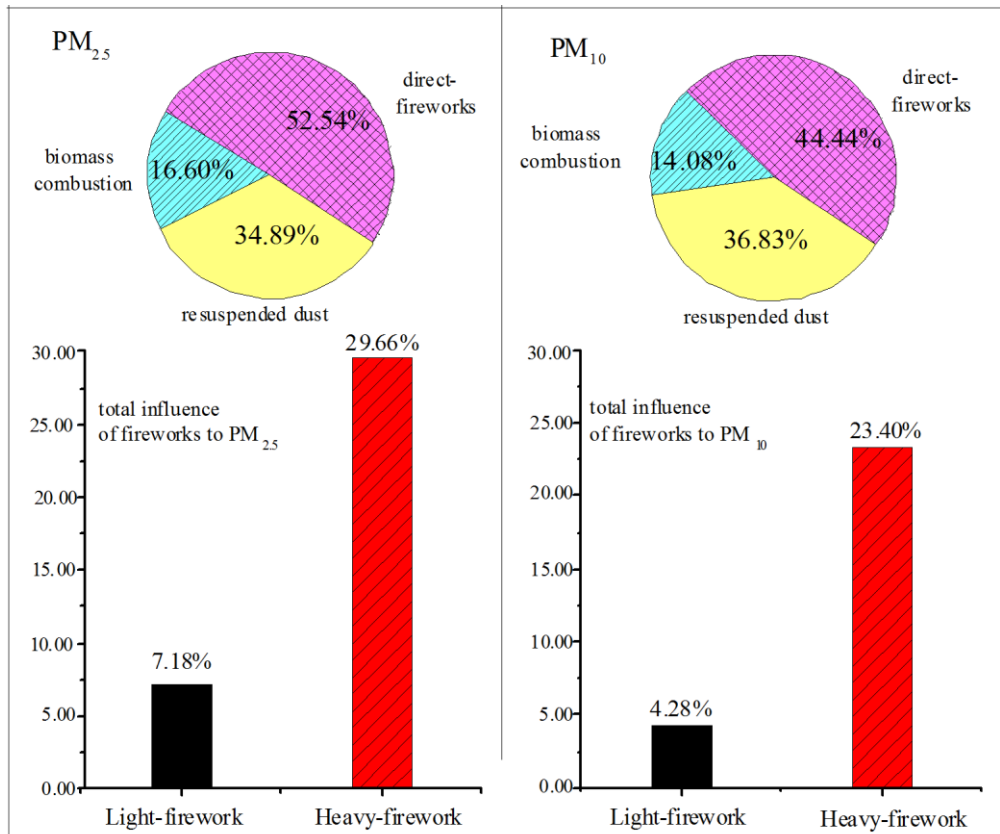 PM2.5
direct-
fireworks
52.54%
biomass
combustion
16.60%
34.89%
resuspended dust
PM10
direct-
fireworks
44.44%
biomass
combustion
14.08%
36.83%
resuspended dust
30.00
25.00
20.00
15.00
10.00
5.00
0.00
total influence
of fireworks to PM2.5
7.18%
29.66%
Light-firework
Heavy-firework
30.00
25.00
20.00
15.00
10.00
5.00
0.00
total influence
of fireworks to PM10
4.28%
23.40%
Light-firework
Heavy-firework